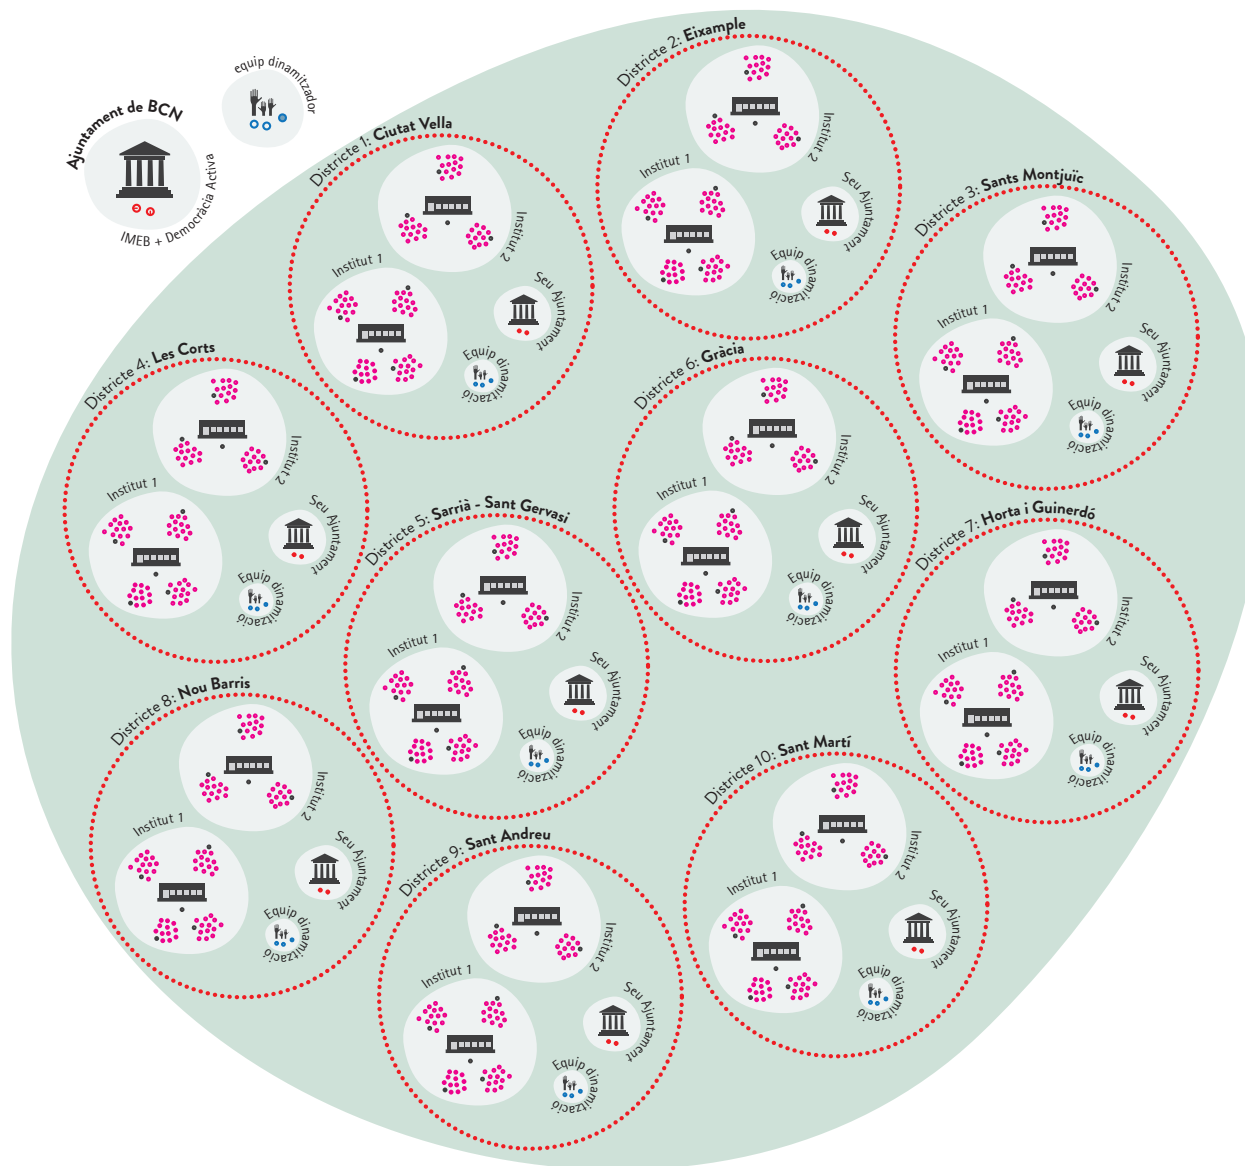 equip dinamitzador
Ajuntament de BCN
IMEB + Democràcia Activa
Districte 1: Ciutat Vella
Institut 1
Institut 2
Seu Ajuntament
Equip dinamització
Districte 2: Eixample
Institut 1
Institut 2
Seu Ajuntament
Equip dinamització
Districte 3: Sants Montjuïc
Institut 1
Institut 2
Seu Ajuntament
Equip dinamització
Districte 4: Les Corts
Institut 1
Institut 2
Seu Ajuntament
Equip dinamització
Districte 5: Sarrià - Sant Gervasi
Institut 1
Institut 2
Seu Ajuntament
Equip dinamització
Districte 6: Gràcia
Institut 1
Institut 2
Seu Ajuntament
Equip dinamització
Districte 7: Horta i Guinerdó
Institut 1
Institut 2
Seu Ajuntament
Equip dinamització
Districte 8: Nou Barris
Institut 1
Institut 2
Seu Ajuntament
Equip dinamització
Districte 9: Sant Andreu
Institut 1
Institut 2
Seu Ajuntament
Equip dinamització
Districte 10: Sant Martí
Institut 1
Institut 2
Seu Ajuntament
Equip dinamització